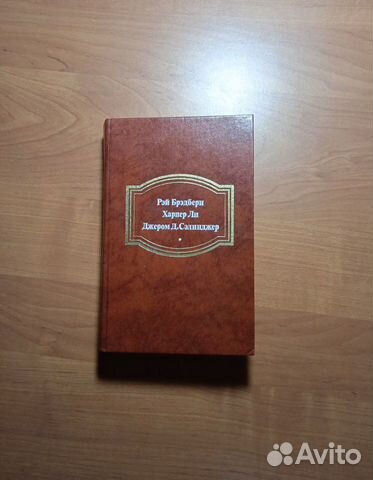 Рэй Брэдбери
Харпер Ли
Джером Д.Сэлинджер
Avito